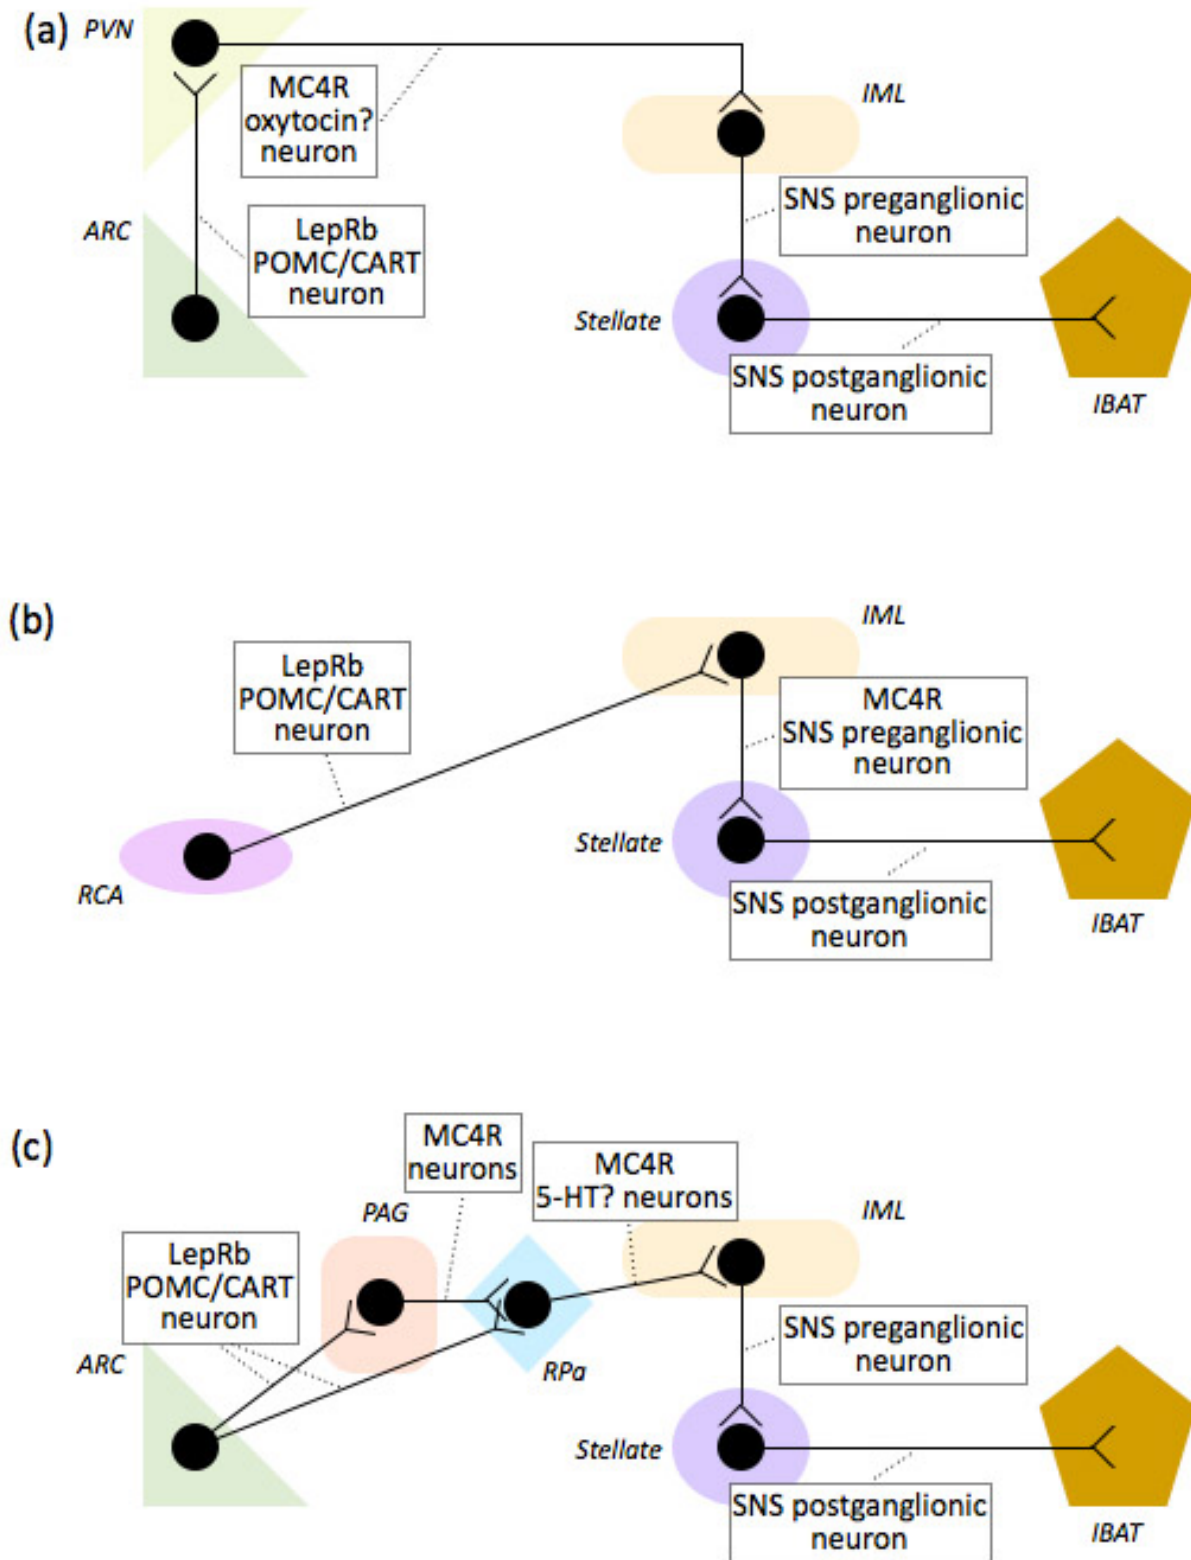 (a)
PVN
MC4R
oxytocin?
neuron
IML
SNS preganglionic
neuron
ARC
LepRb
POMC/CART
neuron
Stellate
SNS postganglionic
neuron
IBAT
(b)
IML
LepRb
POMC/CART
neuron
MC4R
SNS preganglionic
neuron
Stellate
RCA
SNS postganglionic
neuron
IBAT
(c)
MC4R
neurons
MC4R
5-HT? neurons
PAG
IML
LepRb
POMC/CART
neuron
SNS preganglionic
neuron
ARC
RPa
Stellate
SNS postganglionic
neuron
IBAT